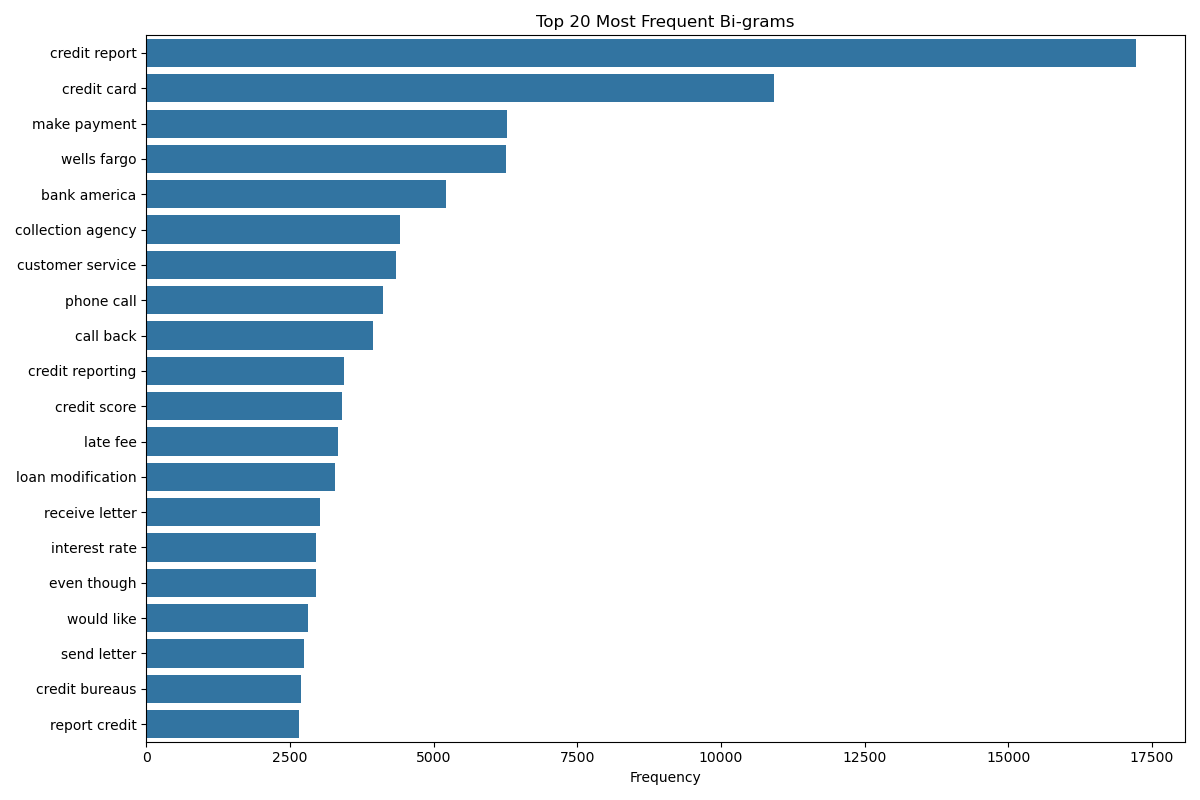 Top 20 Most Frequent Bi-grams
credit report
credit card
make payment
wells fargo
bank america
collection agency
customer service
phone call
call back
credit reporting
credit score
late fee
loan modification
receive letter
interest rate
even though
would like
send letter
credit bureaus
report credit
0 2500 5000 7500 10000 12500 15000 17500
Frequency